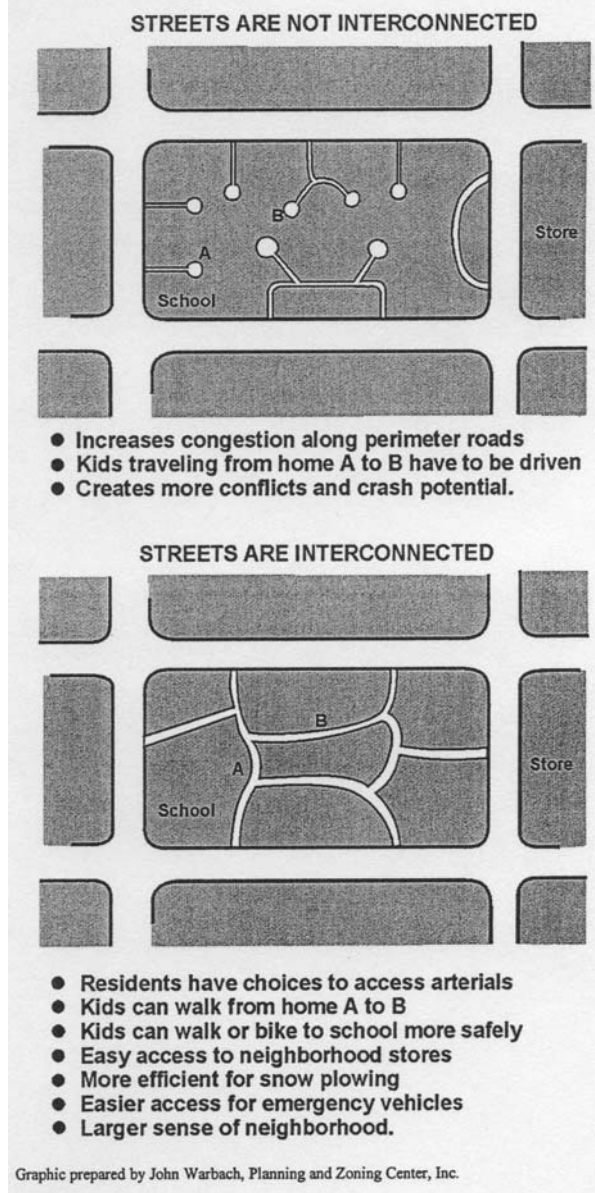 STREETS ARE NOT INTERCONNECTED
B
A
Store
School
● Increases congestion along perimeter roads
● Kids traveling from home A to B have to be driven
● Creates more conflicts and crash potential.
STREETS ARE INTERCONNECTED
B
A
Store
School
● Residents have choices to access arterials
● Kids can walk from home A to B
● Kids can walk or bike to school more safely
● Easy access to neighborhood stores
● More efficient for snow plowing
● Easier access for emergency vehicles
● Larger sense of neighborhood.
Graphic prepared by John Warbach, Planning and Zoning Center, Inc.